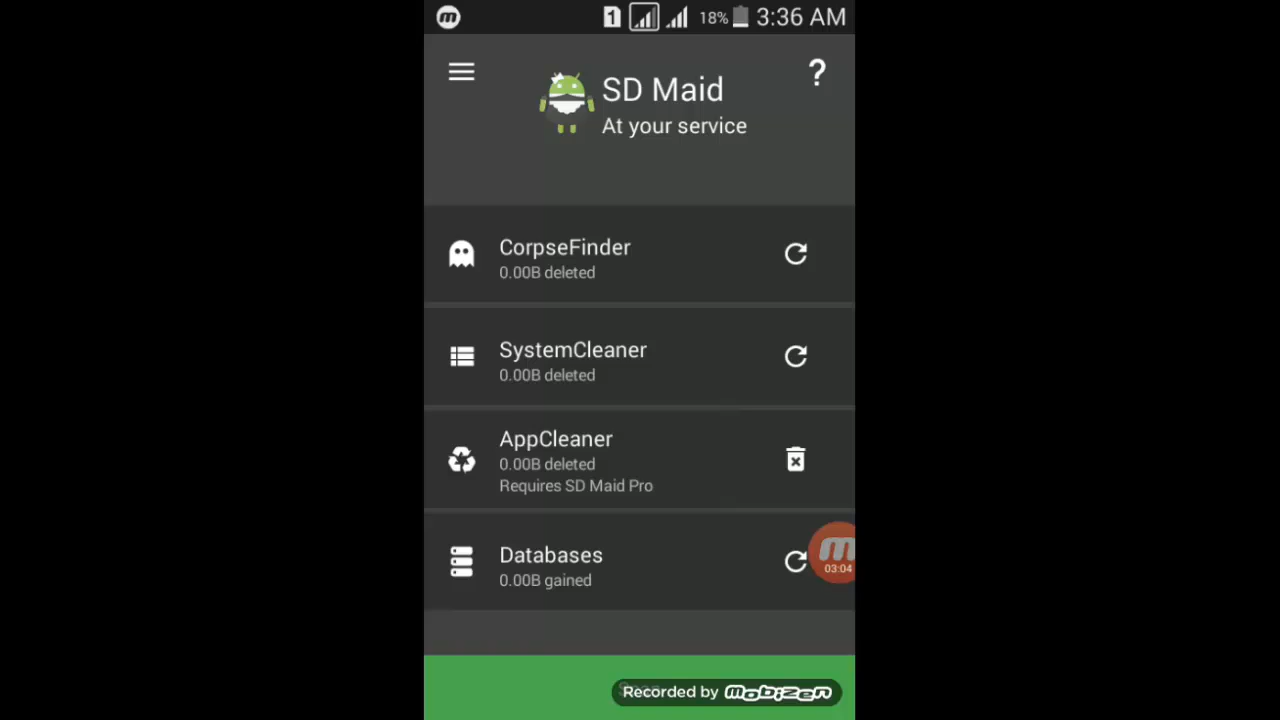 1 18% 3:36 AM
SD Maid
?
At your service
CorpseFinder
0.00B deleted
SystemCleaner
0.00B deleted
AppCleaner
0.00B deleted
Requires SD Maid Pro
Databases
0.00B gained
03:04
Recorded by mobizen